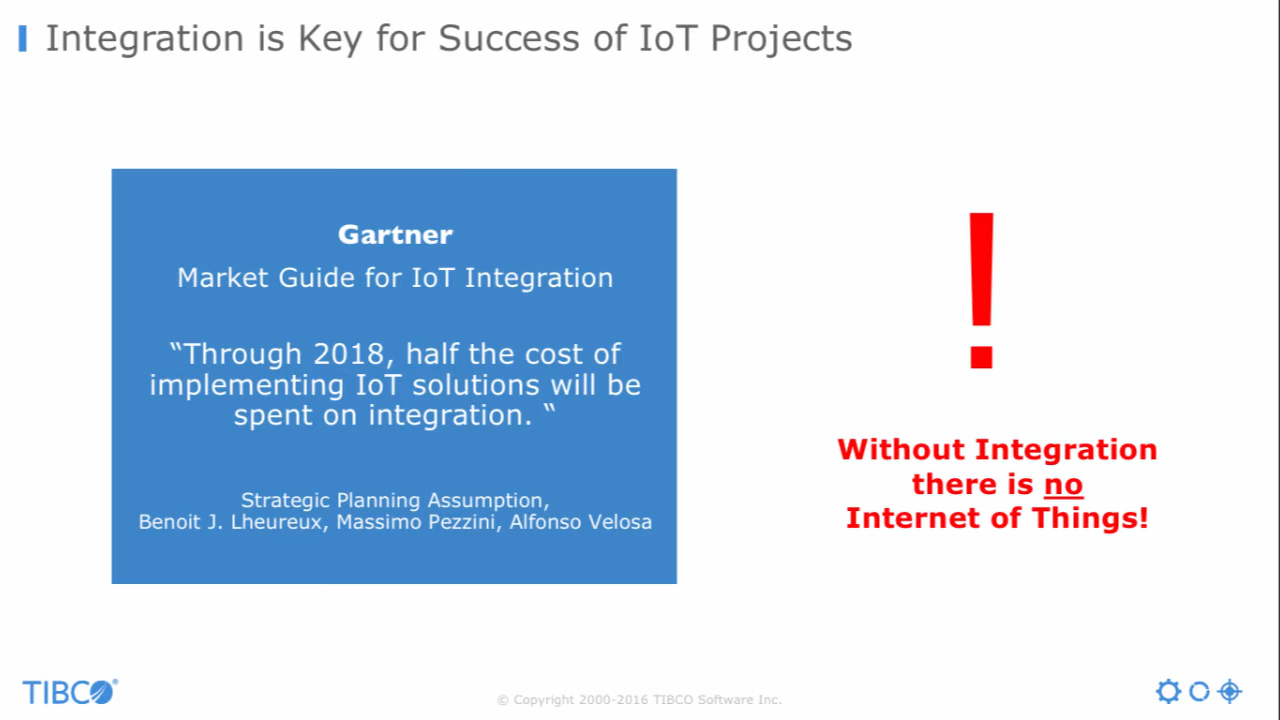 Integration is Key for Success of IoT Projects
Gartner
Market Guide for IoT Integration
“Through 2018, half the cost of
implementing IoT solutions will be
spent on integration. “
Strategic Planning Assumption,
Benoit J. Lheureux, Massimo Pezzini, Alfonso Velosa
!
Without Integration
there is no
Internet of Things!
TIBCO®
© Copyright 2000-2016 TIBCO Software Inc.